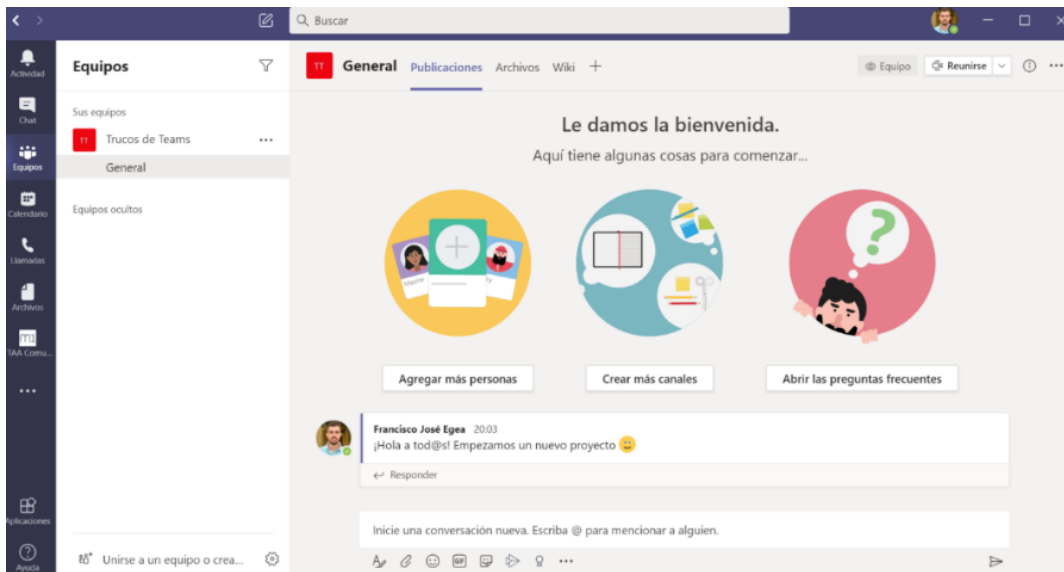 Buscar
Actividad
Chat
Equipos
Calendario
Llamadas
Archivos
TAA Comu...
Aplicaciones
Ayuda
Equipos
Sus equipos
TT Trucos de Teams
General
Equipos ocultos
Unirse a un equipo o crea...
TT General Publicaciones Archivos Wiki
Equipo Reunirse
Le damos la bienvenida.
Aquí tiene algunas cosas para comenzar...
Agregar más personas Crear más canales Abrir las preguntas frecuentes
Francisco José Egea 20:03
¡Hola a tod@s! Empezamos un nuevo proyecto
Responder
Inicie una conversación nueva. Escriba @ para mencionar a alguien.
GIF